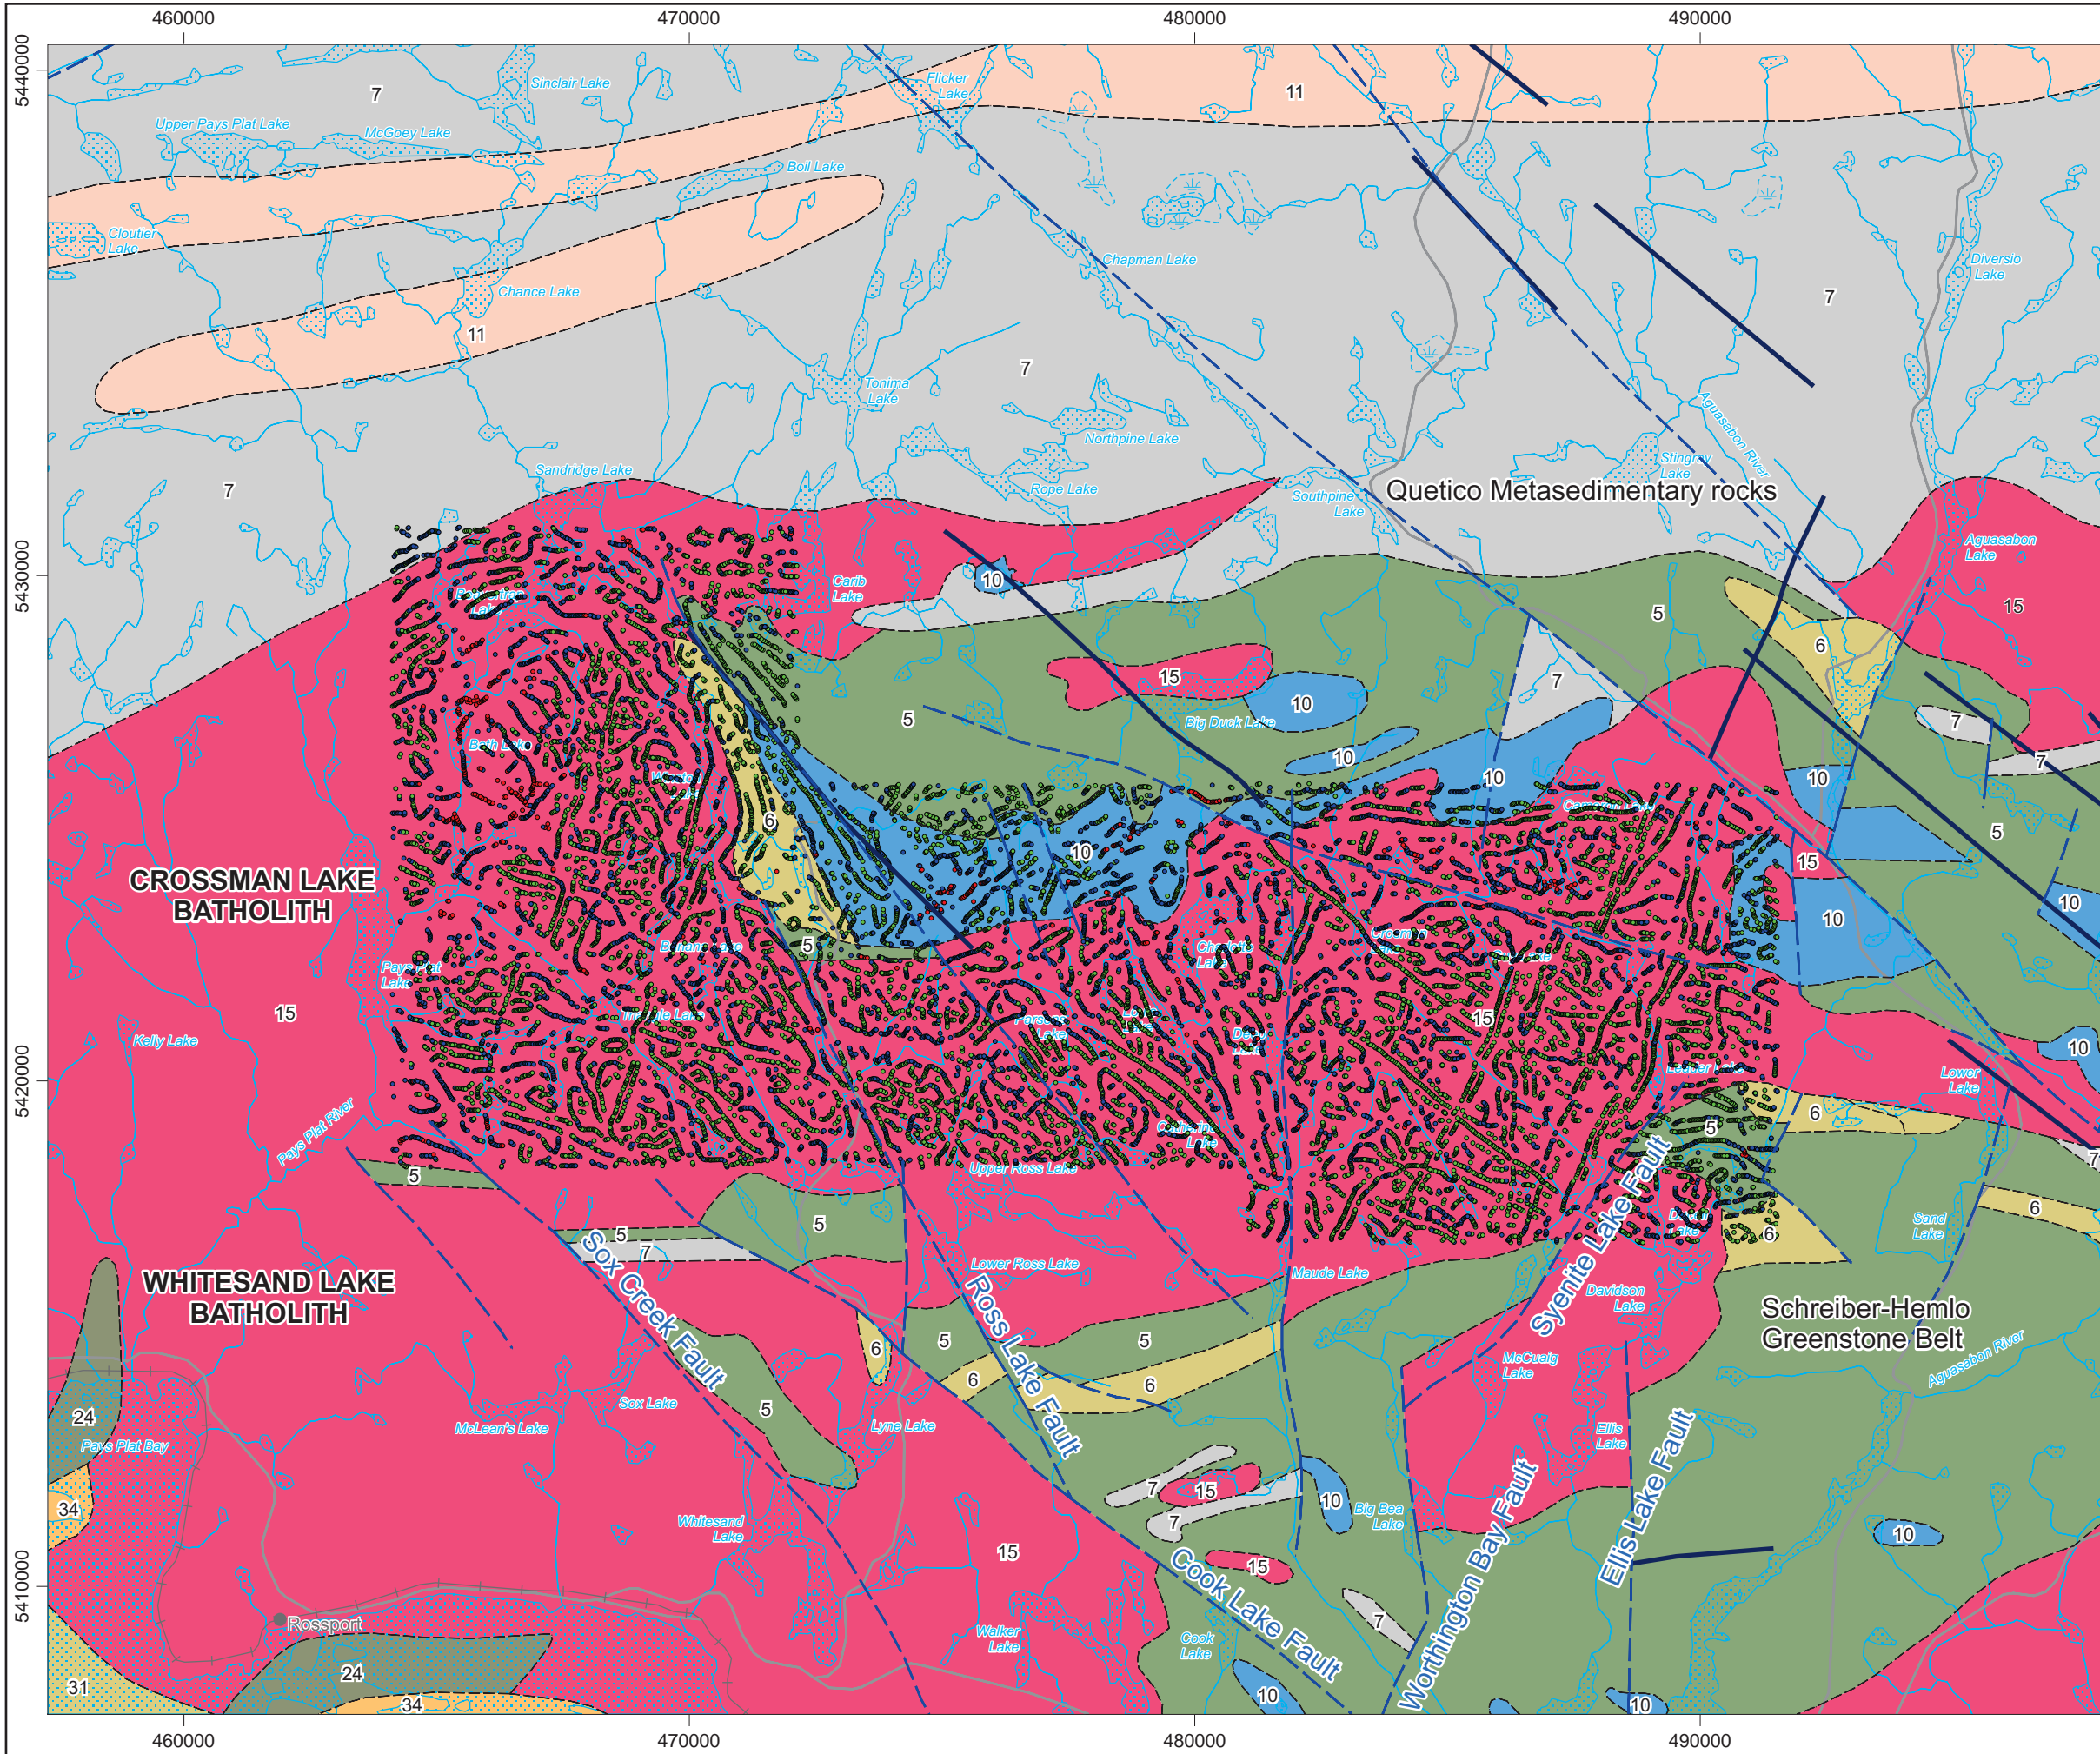 460000 470000 480000 490000
5440000
5430000
5420000
5410000
7
Sinclair Lake
Flicker
Lake
11
Upper Pays Plat Lake
McGoey Lake
Boil Lake
Cloutier
Lake
Chapman Lake
Diversio
Lake
Chance Lake
7
11
7
Tonima
Lake
Aguasabon River
Northpine Lake
Sandridge Lake
Stingray
Lake
7
Rope Lake
Southpine
Lake
Quetico Metasedimentary rocks
Aguasabon
Lake
10
Carib
Lake
15
5
6
15
7
10
5
Big Duck Lake
7
10
7
10
10
6
5
10
15
CROSSMAN LAKE
BATHOLITH
10
10
5
Pays Plat
Lake
15
15
Kelly Lake
10
Lower
Lake
Pays Plat River
6
5
Upper Ross Lake
5
7
6
5
Sand
Lake
5
6
7
Sox Creek Fault
Lower Ross Lake
Maude Lake
Syenite Lake Fault
WHITESAND LAKE
BATHOLITH
Davidson
Lake
Schreiber-Hemlo
Greenstone Belt
Ross Lake Fault
5
5
6
McCuaig
Lake
Aguasabon River
6
6
Sox Lake
5
24
McLean's Lake
Lyne Lake
Ellis
Lake
Pays Plat Bay
7
15
10
34
Big Bea
Lake
Whitesand
Lake
7
10
15
15
Cook Lake Fault
Worthington Bay Fault
Ellis Lake Fault
Rossport
7
Walker
Lake
Cook
Lake
24
31
10
10
34
460000 470000 480000 490000